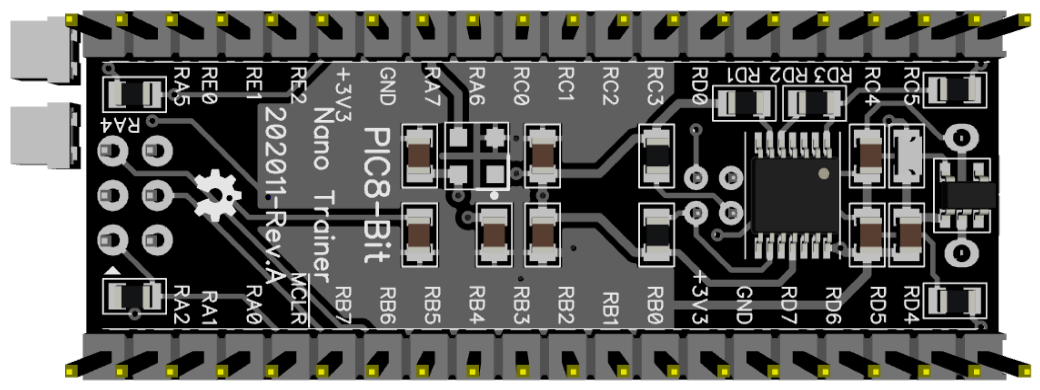 RA5
RE0
RE1
RE2
+3V3
GND
RA7
RA6
RC0
RC1
RC2
RC3
RD0
RD1
RD2
RD3
RC4
RC5
RA4
PIC8-Bit
Nano Trainer
202011-Rev.A
RA2
RA1
RA0
MCLR
RB7
RB6
RB5
RB4
RB3
RB2
RB1
RB0
+3V3
GND
RD7
RD6
RD5
RD4